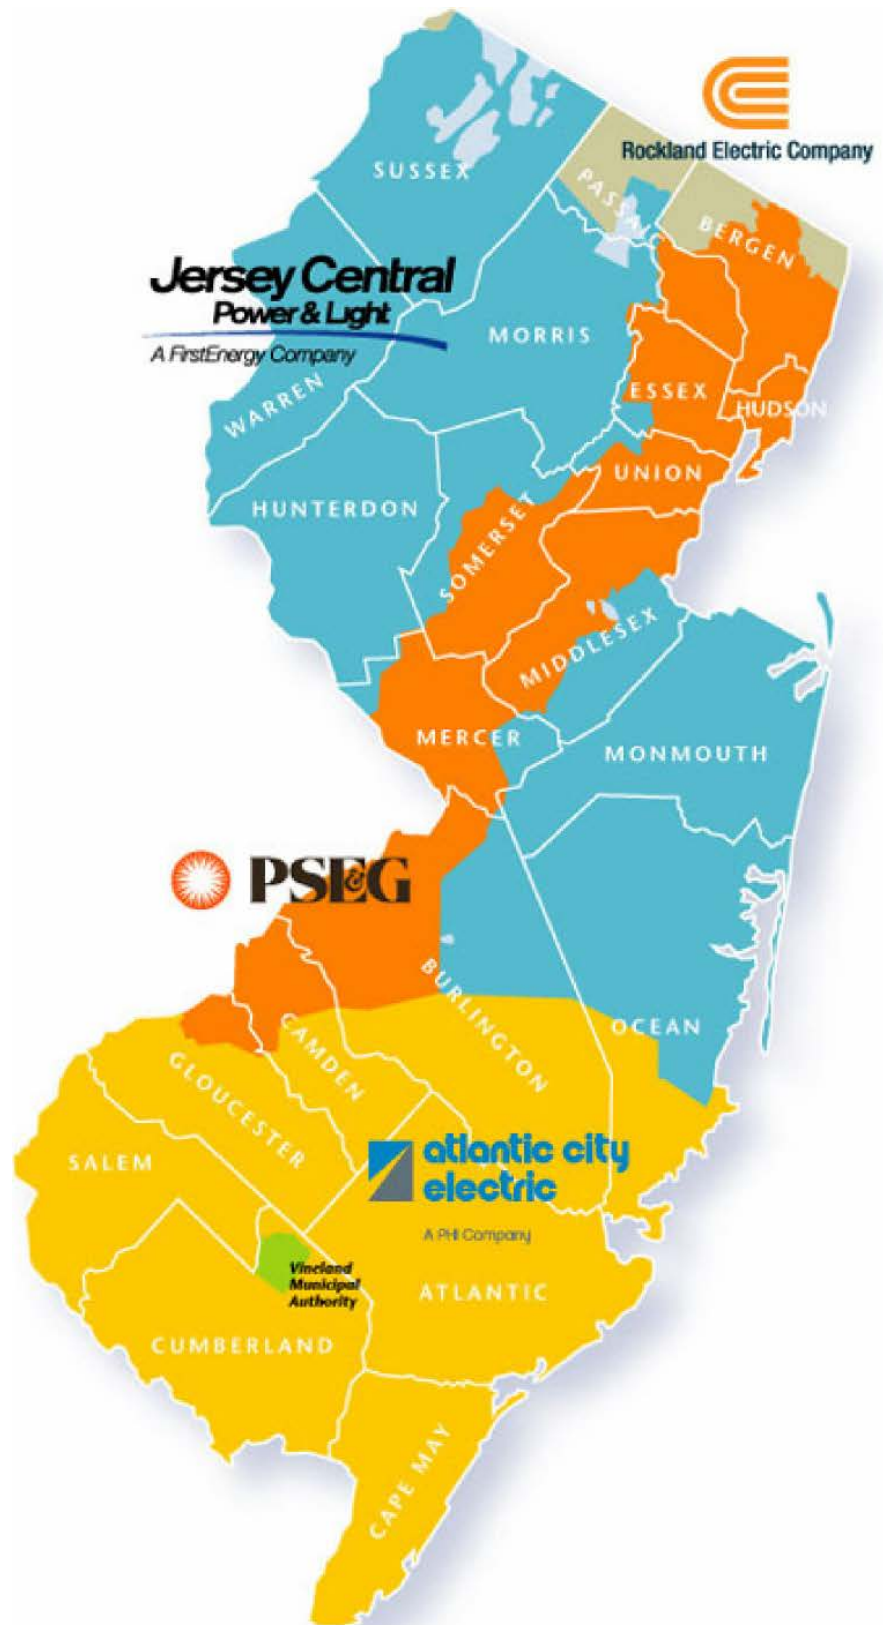 Rockland Electric Company
SUSSEX
PASSAIC
BERGEN
Jersey Central
Power & Light
A FirstEnergy Company
MORRIS
ESSEX
HUDSON
WARREN
UNION
HUNTERDON
SOMERSET
MIDDLESEX
MERCER
MONMOUTH
PSE&G
BURLINGTON
OCEAN
CAMDEN
GLOUCESTER
SALEM
atlantic city
electric
A PHI Company
Vineland
Municipal
Authority
ATLANTIC
CUMBERLAND
CAPE MAY